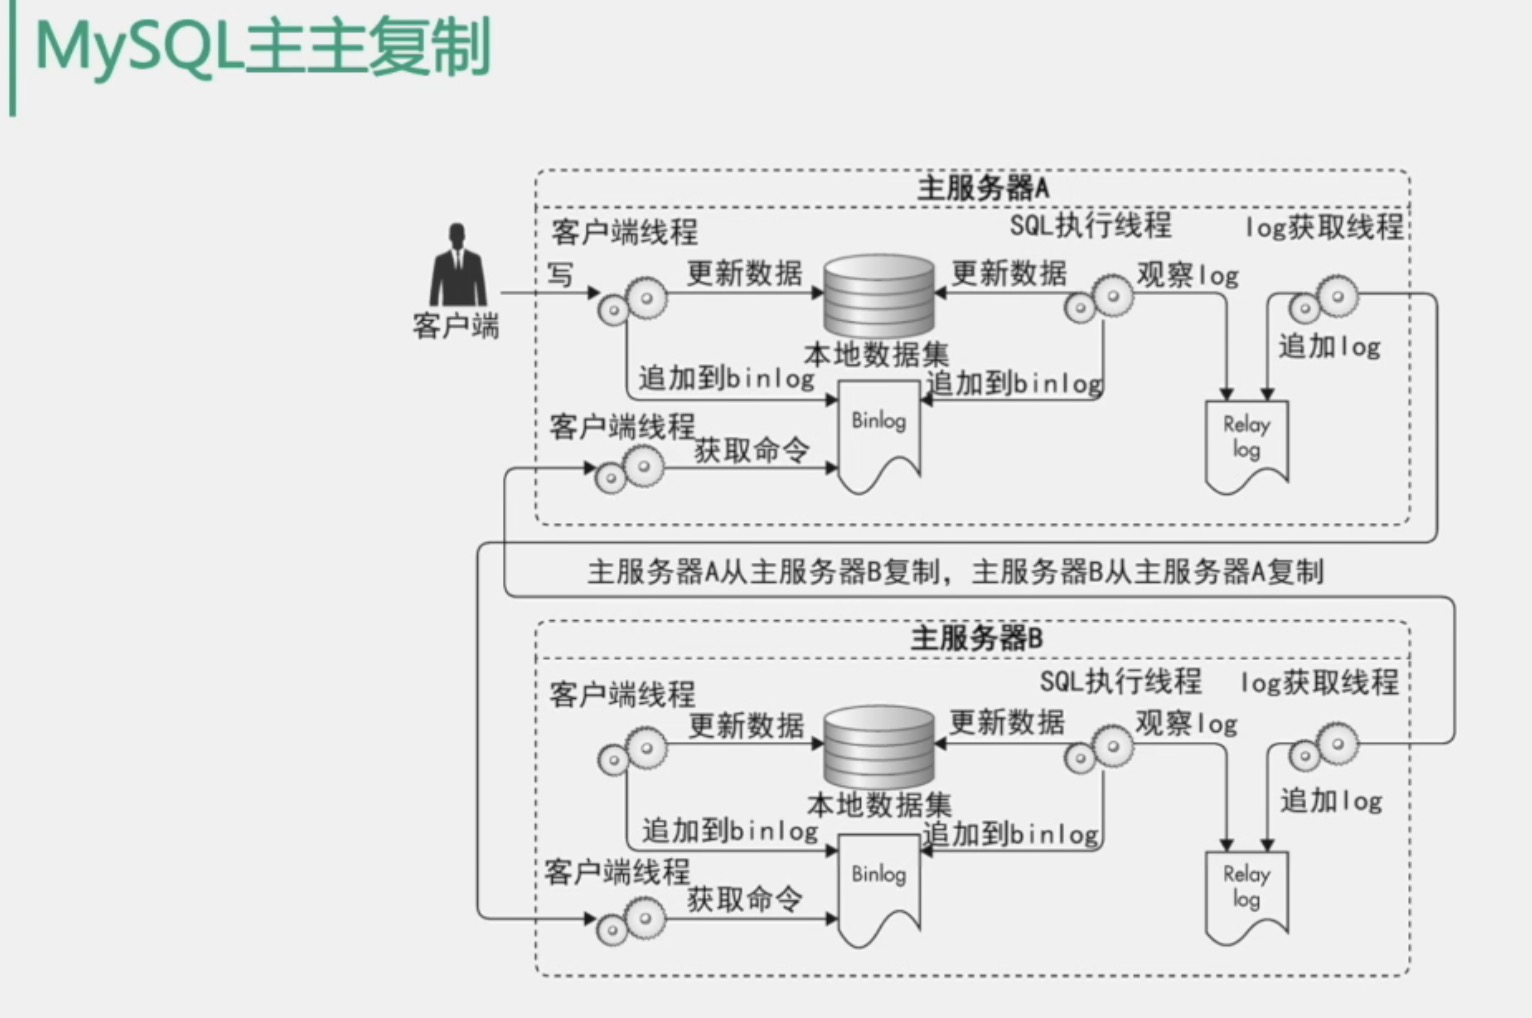 MySQL主主复制
主服务器A
客户端线程
SQL执行线程
log获取线程
写
更新数据
更新数据
观察log
客户端
追加log
本地数据集
追加到binlog
追加到binlog
Binlog
Relay
log
客户端线程
获取命令
主服务器A从主服务器B复制，主服务器B从主服务器A复制
主服务器B
客户端线程
SQL执行线程
log获取线程
更新数据
更新数据
观察log
本地数据集
追加log
追加到binlog
追加到binlog
客户端线程
Binlog
Relay
log
获取命令